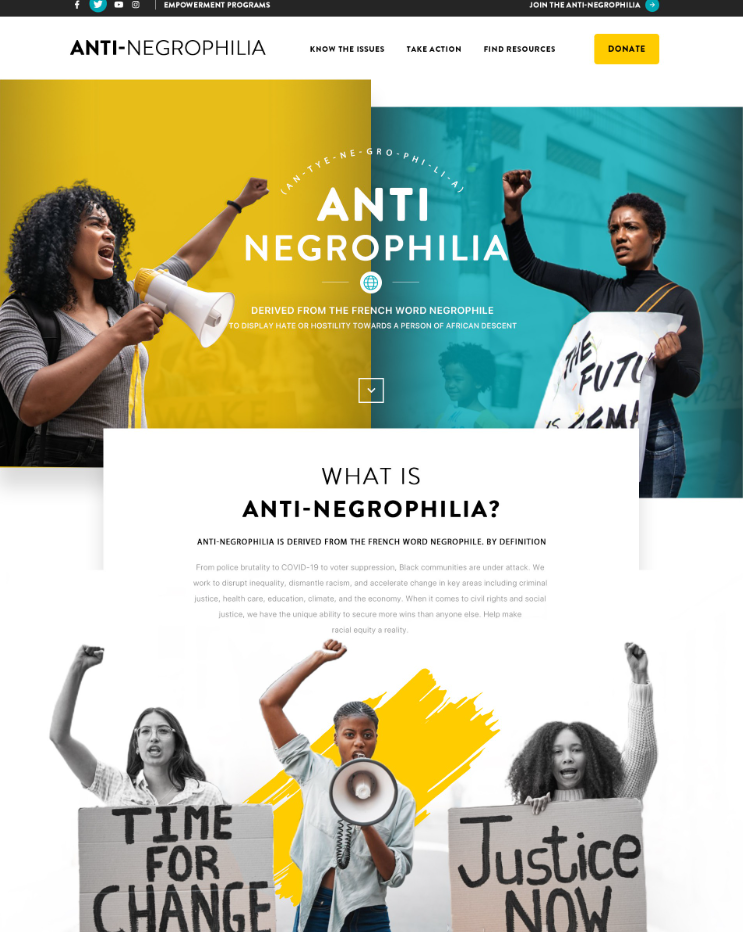 EMPOWERMENT PROGRAMS
JOIN THE ANTI-NEGROPHILIA
ANTI-NEGROPHILIA
KNOW THE ISSUES
TAKE ACTION
FIND RESOURCES
DONATE
(AN-TYE-NE-GRO-PHI-LI-A)
ANTI
NEGROPHILIA
DERIVED FROM THE FRENCH WORD NEGROPHILE
TO DISPLAY HATE OR HOSTILITY TOWARDS A PERSON OF AFRICAN DESCENT
WAKE
THE
FUTU
IS
WHAT IS
ANTI-NEGROPHILIA?
ANTI-NEGROPHILIA IS DERIVED FROM THE FRENCH WORD NEGROPHILE. BY DEFINITION
From police brutality to COVID-19 to voter suppression, Black communities are under attack. We
work to disrupt inequality, dismantle racism, and accelerate change in key areas including criminal
justice, health care, education, climate, and the economy. When it comes to civil rights and social
justice, we have the unique ability to secure more wins than anyone else. Help make
racial equity a reality.
TIME
FOR
CHANGE
Justice
NOW